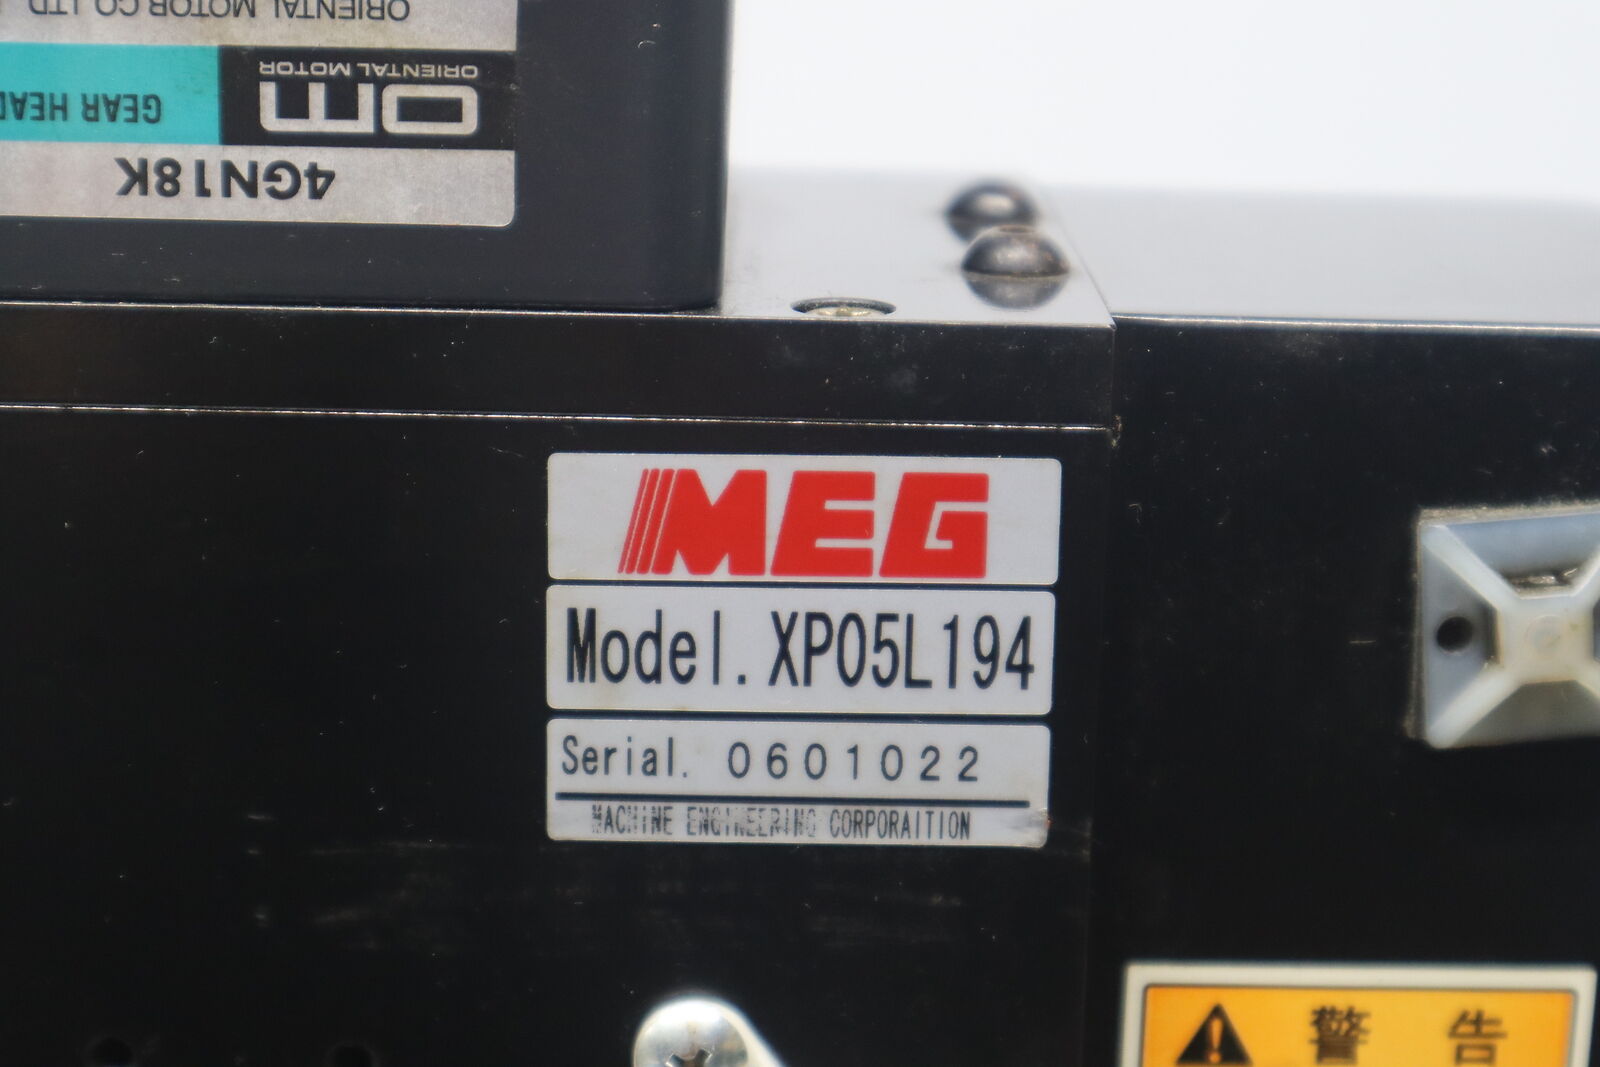 ORIENTAL MOTOR CO.,LTD
ORIENTAL MOTOR
OM
GEAR HEAD
4GN18K
MEG
Model. XP05L194
Serial. 0601022
MACHINE ENGINEERING CORPORAITION
警告